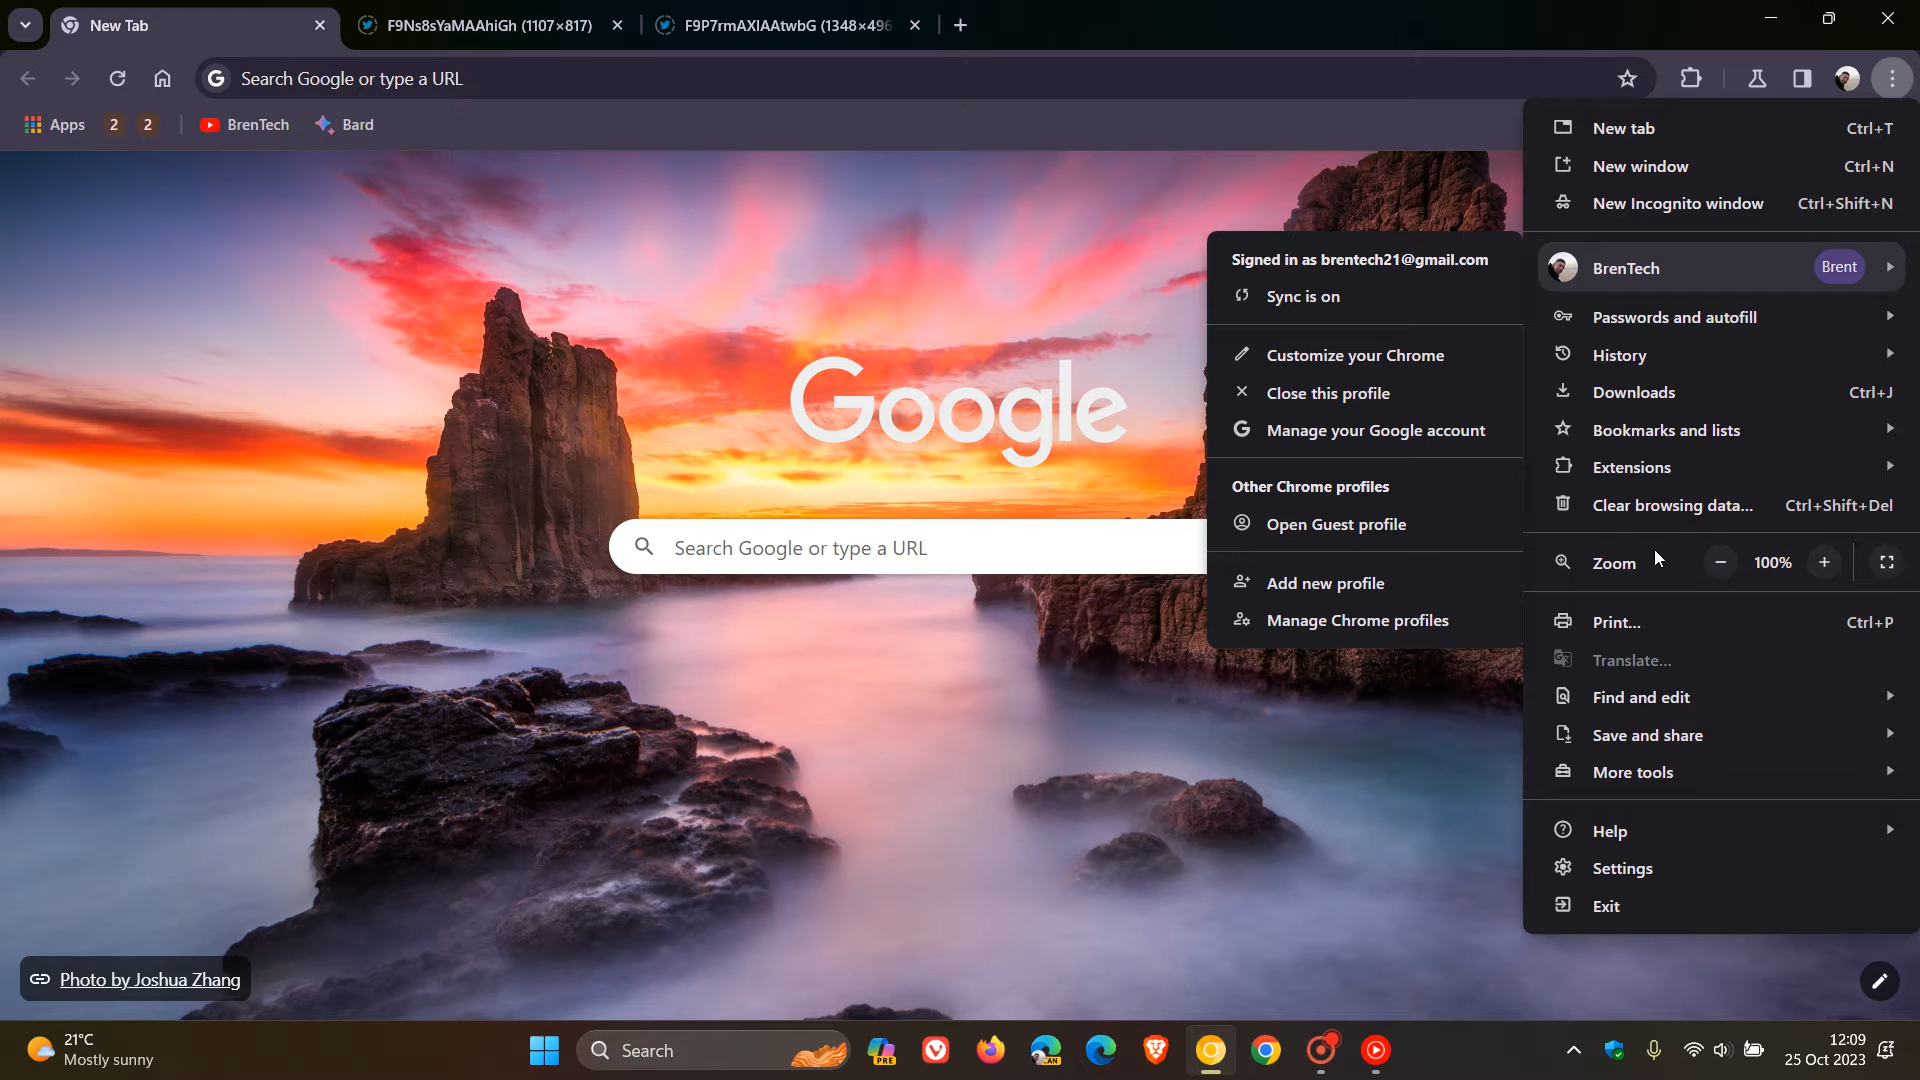 New Tab
F9Ns8sYaMAAhiGh (1107×817)
F9P7rmAXIAAtwbG (1348×496
Search Google or type a URL
Apps
2
2
BrenTech
Bard
New tab Ctrl+T
New window Ctrl+N
New Incognito window Ctrl+Shift+N
BrenTech Brent
Passwords and autofill
History
Downloads Ctrl+J
Bookmarks and lists
Extensions
Clear browsing data... Ctrl+Shift+Del
Zoom 100%
Print... Ctrl+P
Translate...
Find and edit
Save and share
More tools
Help
Settings
Exit
Signed in as brentech21@gmail.com
Sync is on
Customize your Chrome
Close this profile
Manage your Google account
Other Chrome profiles
Open Guest profile
Add new profile
Manage Chrome profiles
Google
Search Google or type a URL
Photo by Joshua Zhang
21°C
Mostly sunny
Search
PRE
CAN
12:09
25 Oct 2023